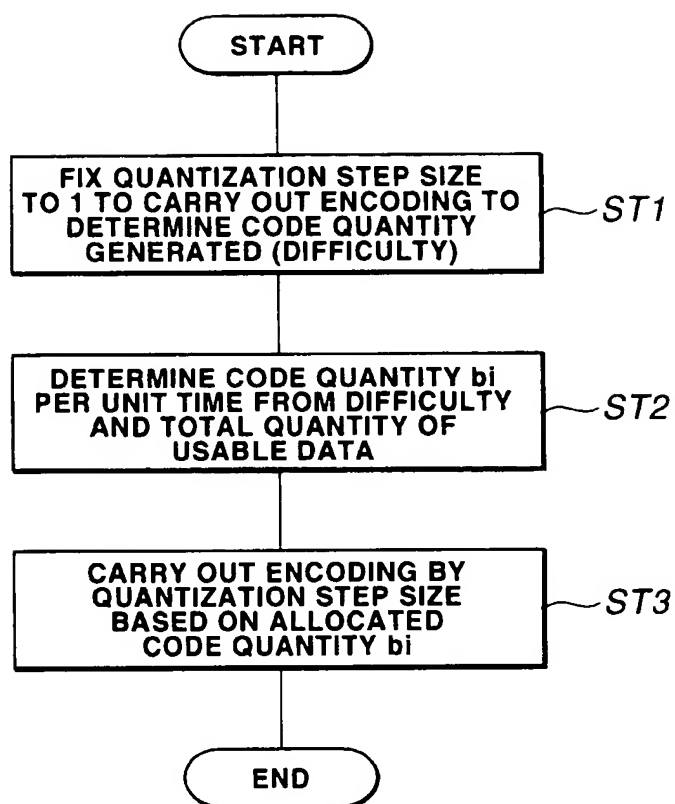 START
FIX QUANTIZATION STEP SIZE
TO 1 TO CARRY OUT ENCODING TO
DETERMINE CODE QUANTITY
GENERATED (DIFFICULTY)
ST1
DETERMINE CODE QUANTITY bi
PER UNIT TIME FROM DIFFICULTY
AND TOTAL QUANTITY OF
USABLE DATA
ST2
CARRY OUT ENCODING BY
QUANTIZATION STEP SIZE
BASED ON ALLOCATED
CODE QUANTITY bi
ST3
END